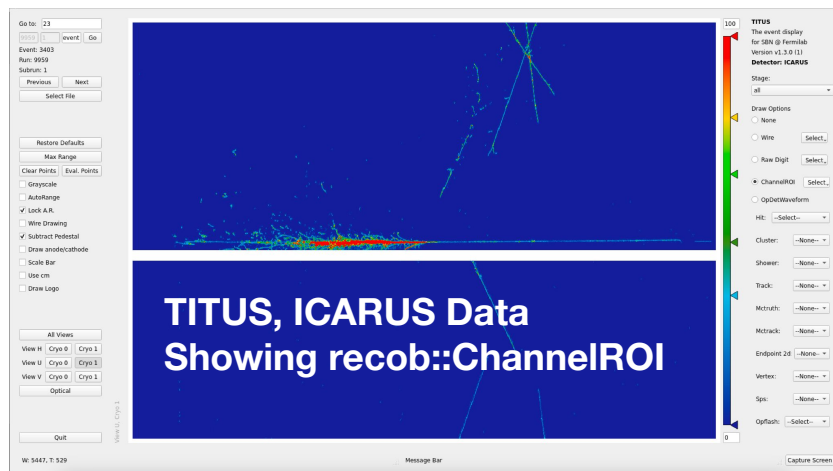 Go to: 23
9959 1 event Go
Event: 3403
Run: 9959
Subrun: 1
Previous Next
Select File
Restore Defaults
Max Range
Clear Points Eval. Points
Grayscale
AutoRange
Lock A.R.
Wire Drawing
Subtract Pedestal
Draw anode/cathode
Scale Bar
Use cm
Draw Logo
All Views
View H Cryo 0 Cryo 1
View U Cryo 0 Cryo 1
View V Cryo 0 Cryo 1
Optical
Quit
W: 5447, T: 529
View U, Cryo 1
TITUS, ICARUS Data
Showing recob::ChannelROI
Message Bar
100
0
TITUS
The event display
for SBN @ Fermilab
Version v1.3.0 (1)
Detector: ICARUS
Stage:
all
Draw Options
None
Wire Select
Raw Digit Select
ChannelROI Select
OpDetWaveform
Hit: --Select--
Cluster: --None--
Shower: --None--
Track: --None--
Mctruth: --None--
Mctrack: --None--
Endpoint 2d: --None--
Vertex: --None--
Sps: --None--
Opflash: --Select--
Capture Screen